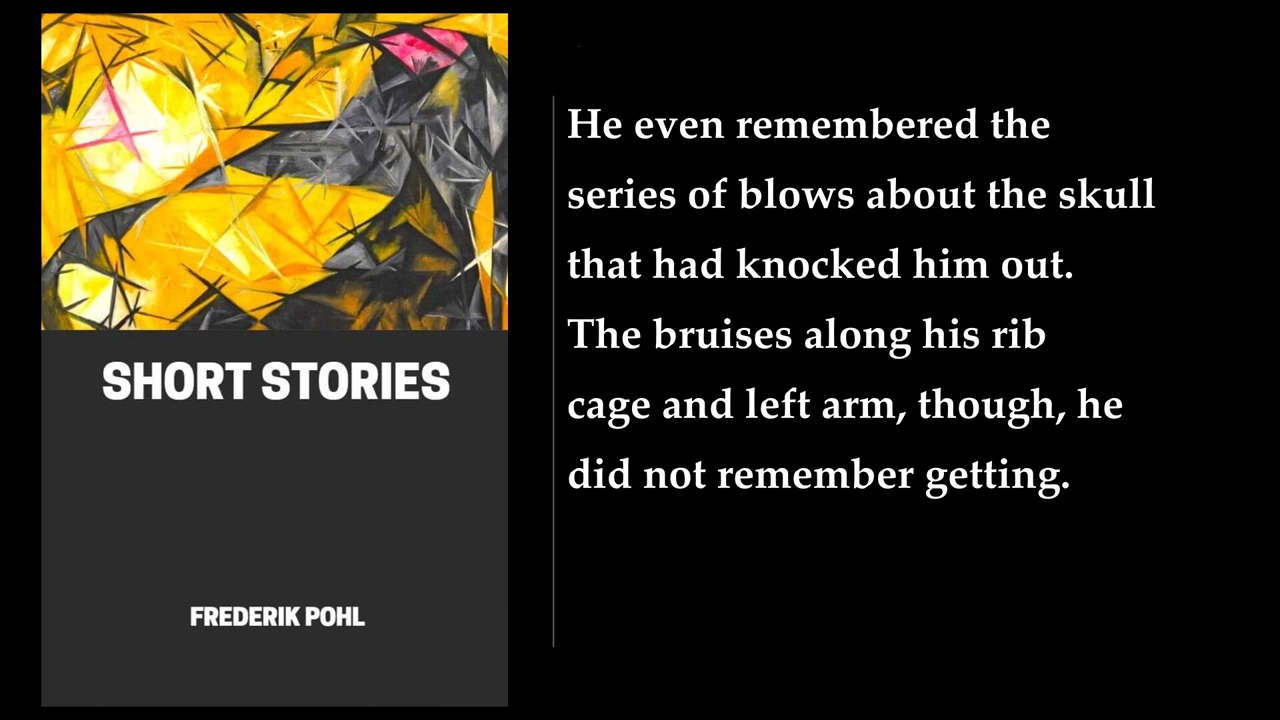 SHORT STORIES
FREDERIK POHL
He even remembered the
series of blows about the skull
that had knocked him out.
The bruises along his rib
cage and left arm, though, he
did not remember getting.